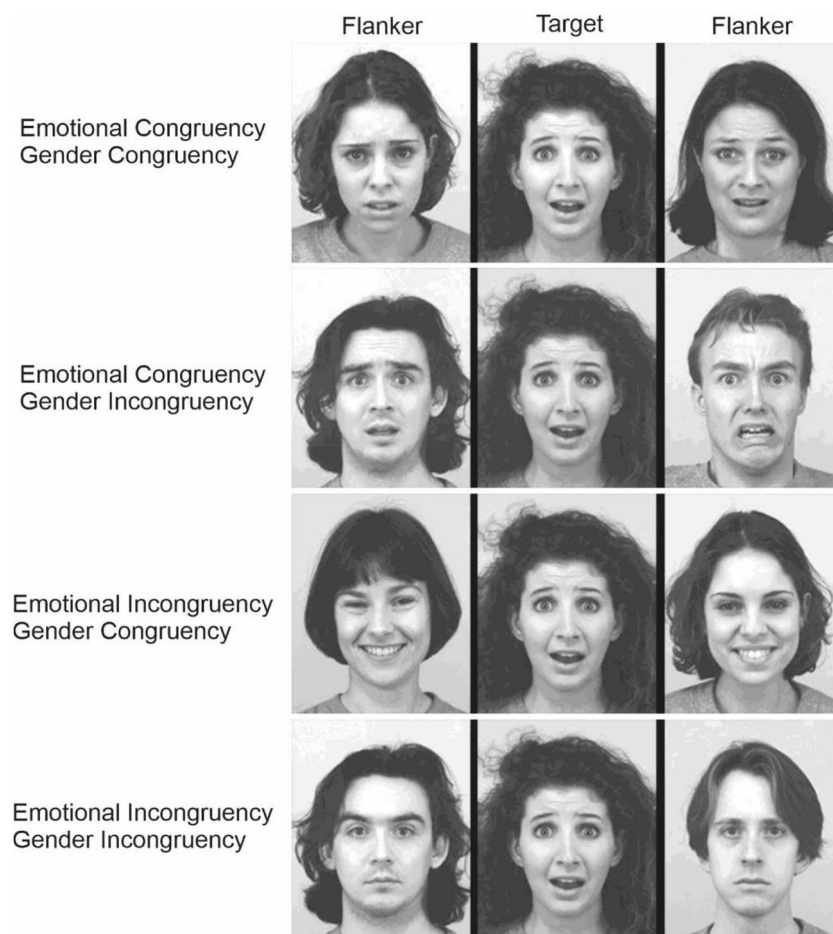 Flanker Target Flanker
Emotional Congruency
Gender Congruency
Emotional Congruency
Gender Incongruency
Emotional Incongruency
Gender Congruency
Emotional Incongruency
Gender Incongruency